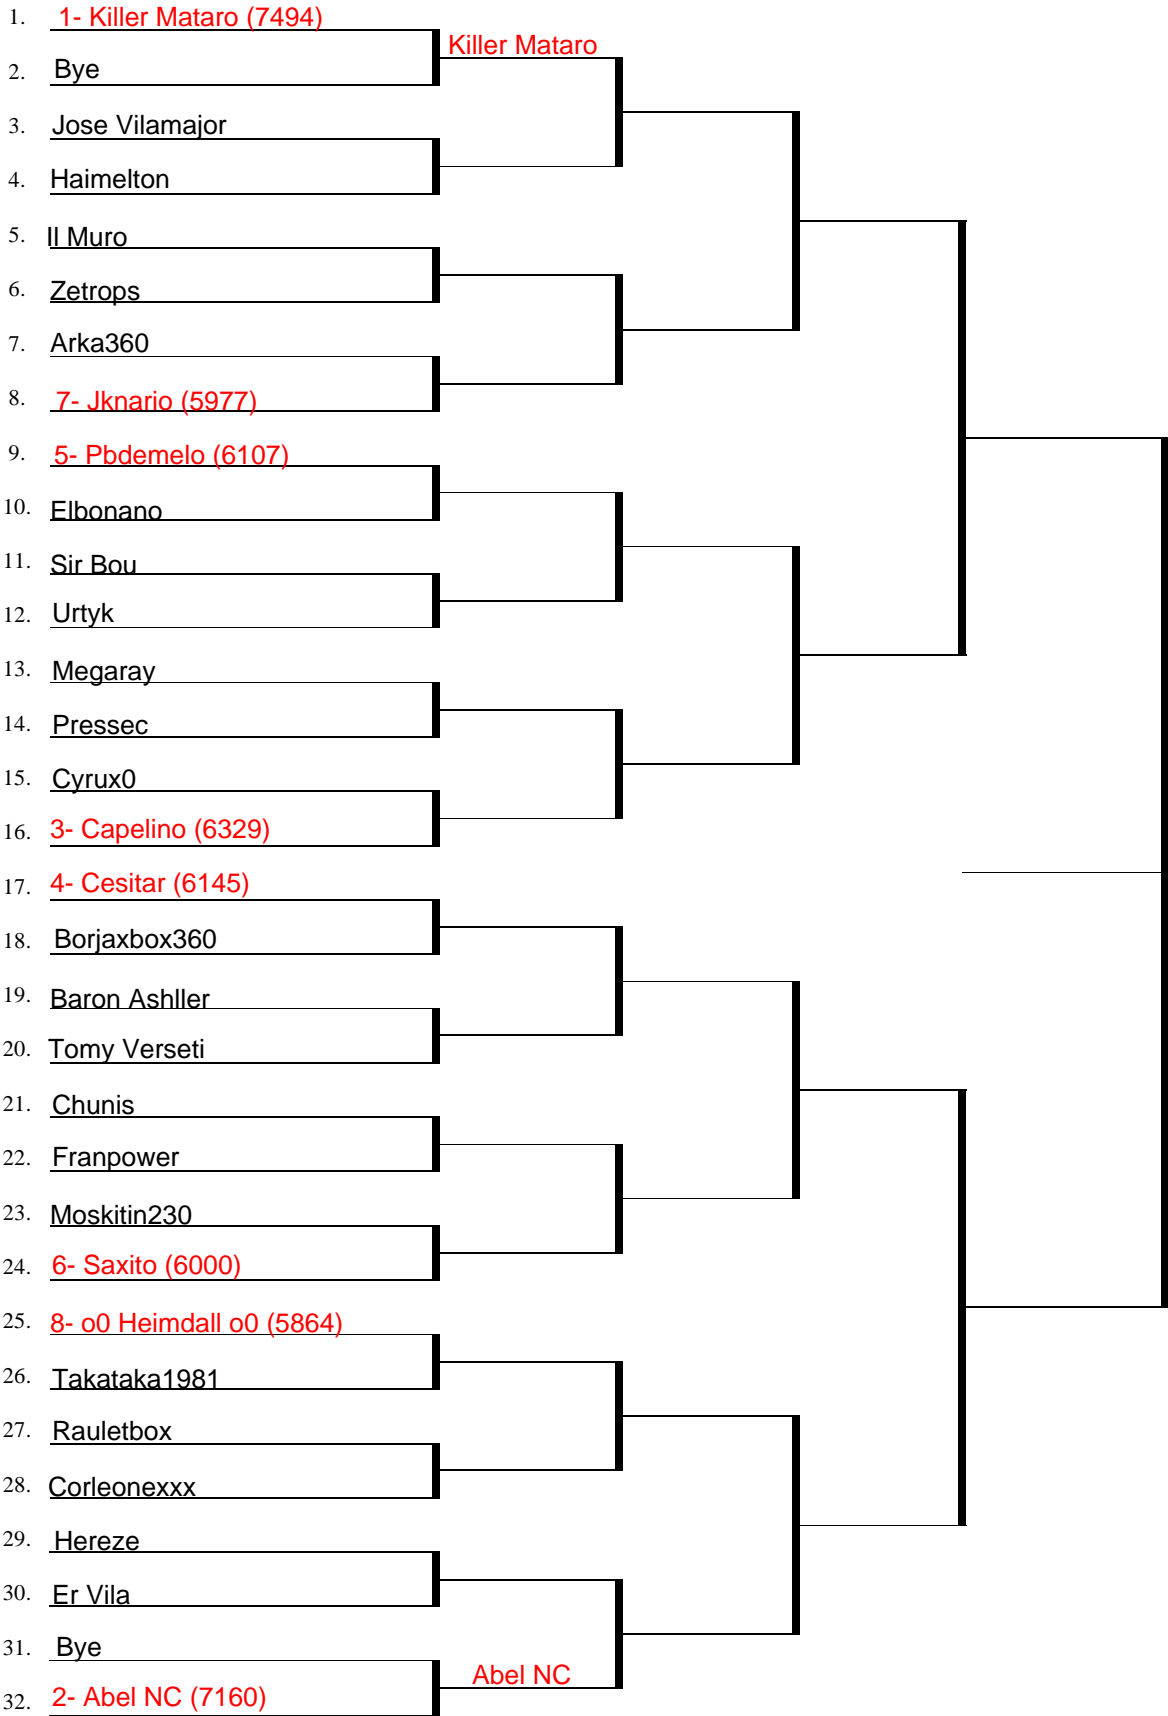 1. 1- Killer Mataro (7494)
Killer Mataro
2. Bye
3. Jose Vilamajor
4. Haimelton
5. Il Muro
6. Zetrops
7. Arka360
8. 7- Jknario (5977)
9. 5- Pbdemelo (6107)
10. Elbonano
11. Sir Bou
12. Urtyk
13. Megaray
14. Pressec
15. Cyrux0
16. 3- Capelino (6329)
17. 4- Cesitar (6145)
18. Borjaxbox360
19. Baron Ashller
20. Tomy Verseti
21. Chunis
22. Franpower
23. Moskitin230
24. 6- Saxito (6000)
25. 8- o0 Heimdall o0 (5864)
26. Takataka1981
27. Rauletbox
28. Corleonexxx
29. Hereze
30. Er Vila
31. Bye
Abel NC
32. 2- Abel NC (7160)